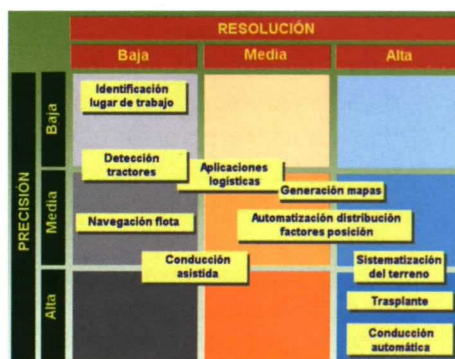 RESOLUCIÓN
Baja
Media
Alta
PRECISIÓN
Baja
Media
Alta
Identificación
lugar de trabajo
Detección
tractores
Aplicaciones
logísticas
Generación mapas
Navegación flota
Automatización distribución
factores posición
Conducción
asistida
Sistematización
del terreno
Trasplante
Conducción
automática